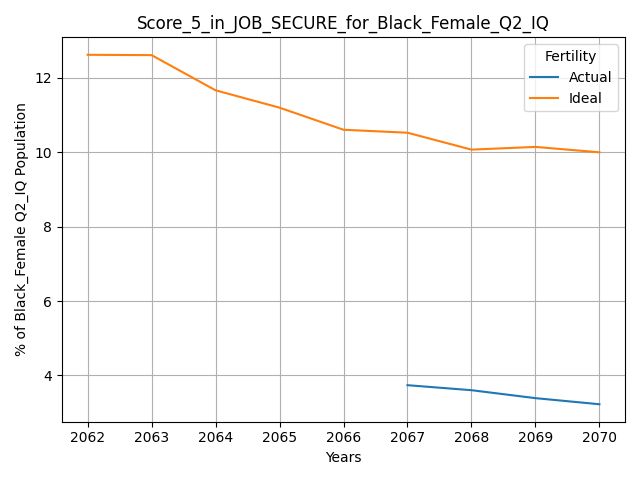 Score_5_in_JOB_SECURE_for_Black_Female_Q2_IQ
Fertility
Actual
Ideal
% of Black_Female Q2_IQ Population
12
10
8
6
4
2062 2063 2064 2065 2066 2067 2068 2069 2070
Years